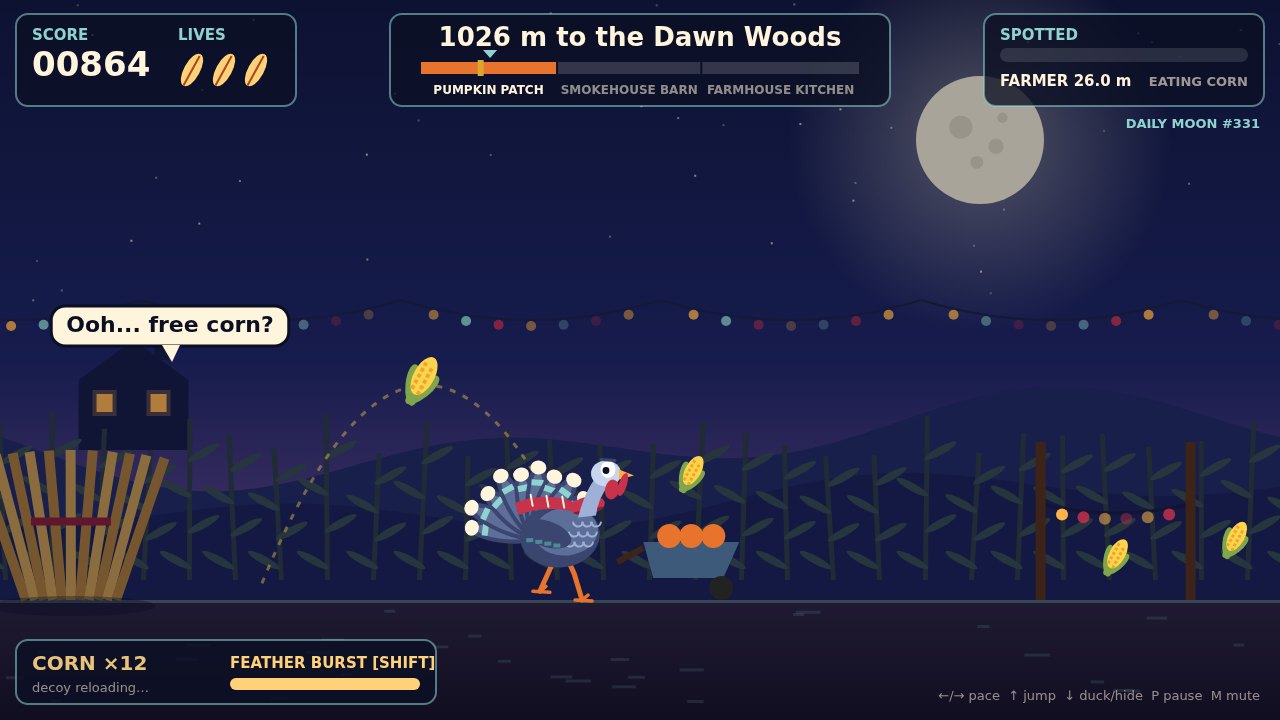 SCORE
00864
LIVES
1026 m to the Dawn Woods
PUMPKIN PATCH
SMOKEHOUSE BARN
FARMHOUSE KITCHEN
SPOTTED
FARMER 26.0 m
EATING CORN
DAILY MOON #331
Ooh... free corn?
CORN ×12
decoy reloading...
FEATHER BURST [SHIFT]
←/→ pace ↑ jump ↓ duck/hide P pause M mute